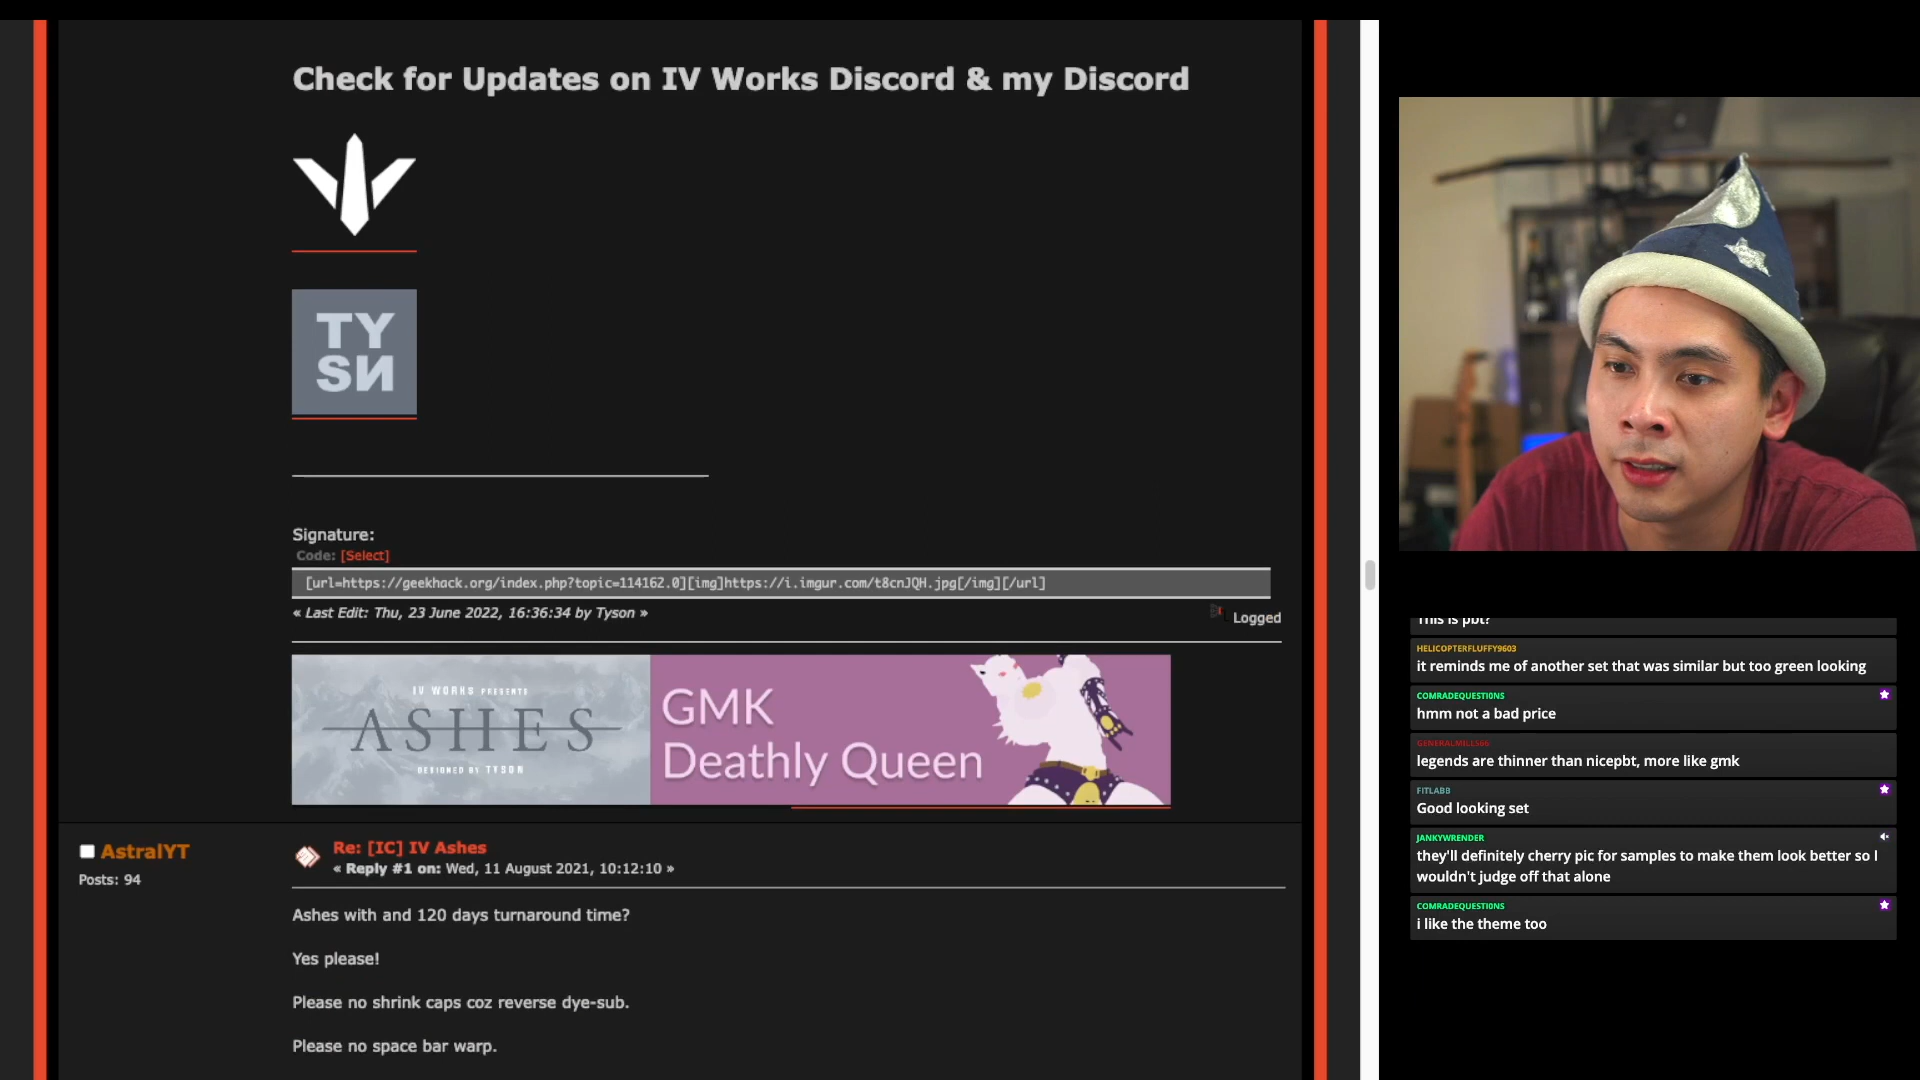 Check for Updates on IV Works Discord & my Discord
TY
SN
Signature:
Code: [Select]
[url=https://geekhack.org/index.php?topic=114162.0][img]https://i.imgur.com/t8cnJQH.jpg[/img][/url]
« Last Edit: Thu, 23 June 2022, 16:36:34 by Tyson »
Logged
IV WORKS PRESENTS
ASHES
DESIGNED BY TYSON
GMK
Deathly Queen
AstralYT
Posts: 94
Re: [IC] IV Ashes
« Reply #1 on: Wed, 11 August 2021, 10:12:10 »
Ashes with and 120 days turnaround time?
Yes please!
Please no shrink caps coz reverse dye-sub.
Please no space bar warp.
This is pbt?
HELICOPTERFLUFFY9603
it reminds me of another set that was similar but too green looking
COMRADEQUESTI0NS
hmm not a bad price
legends are thinner than nicepbt, more like gmk
FITLABB
Good looking set
JANKYWRENDER
they'll definitely cherry pic for samples to make them look better so I
wouldn't judge off that alone
COMRADEQUESTI0NS
i like the theme too